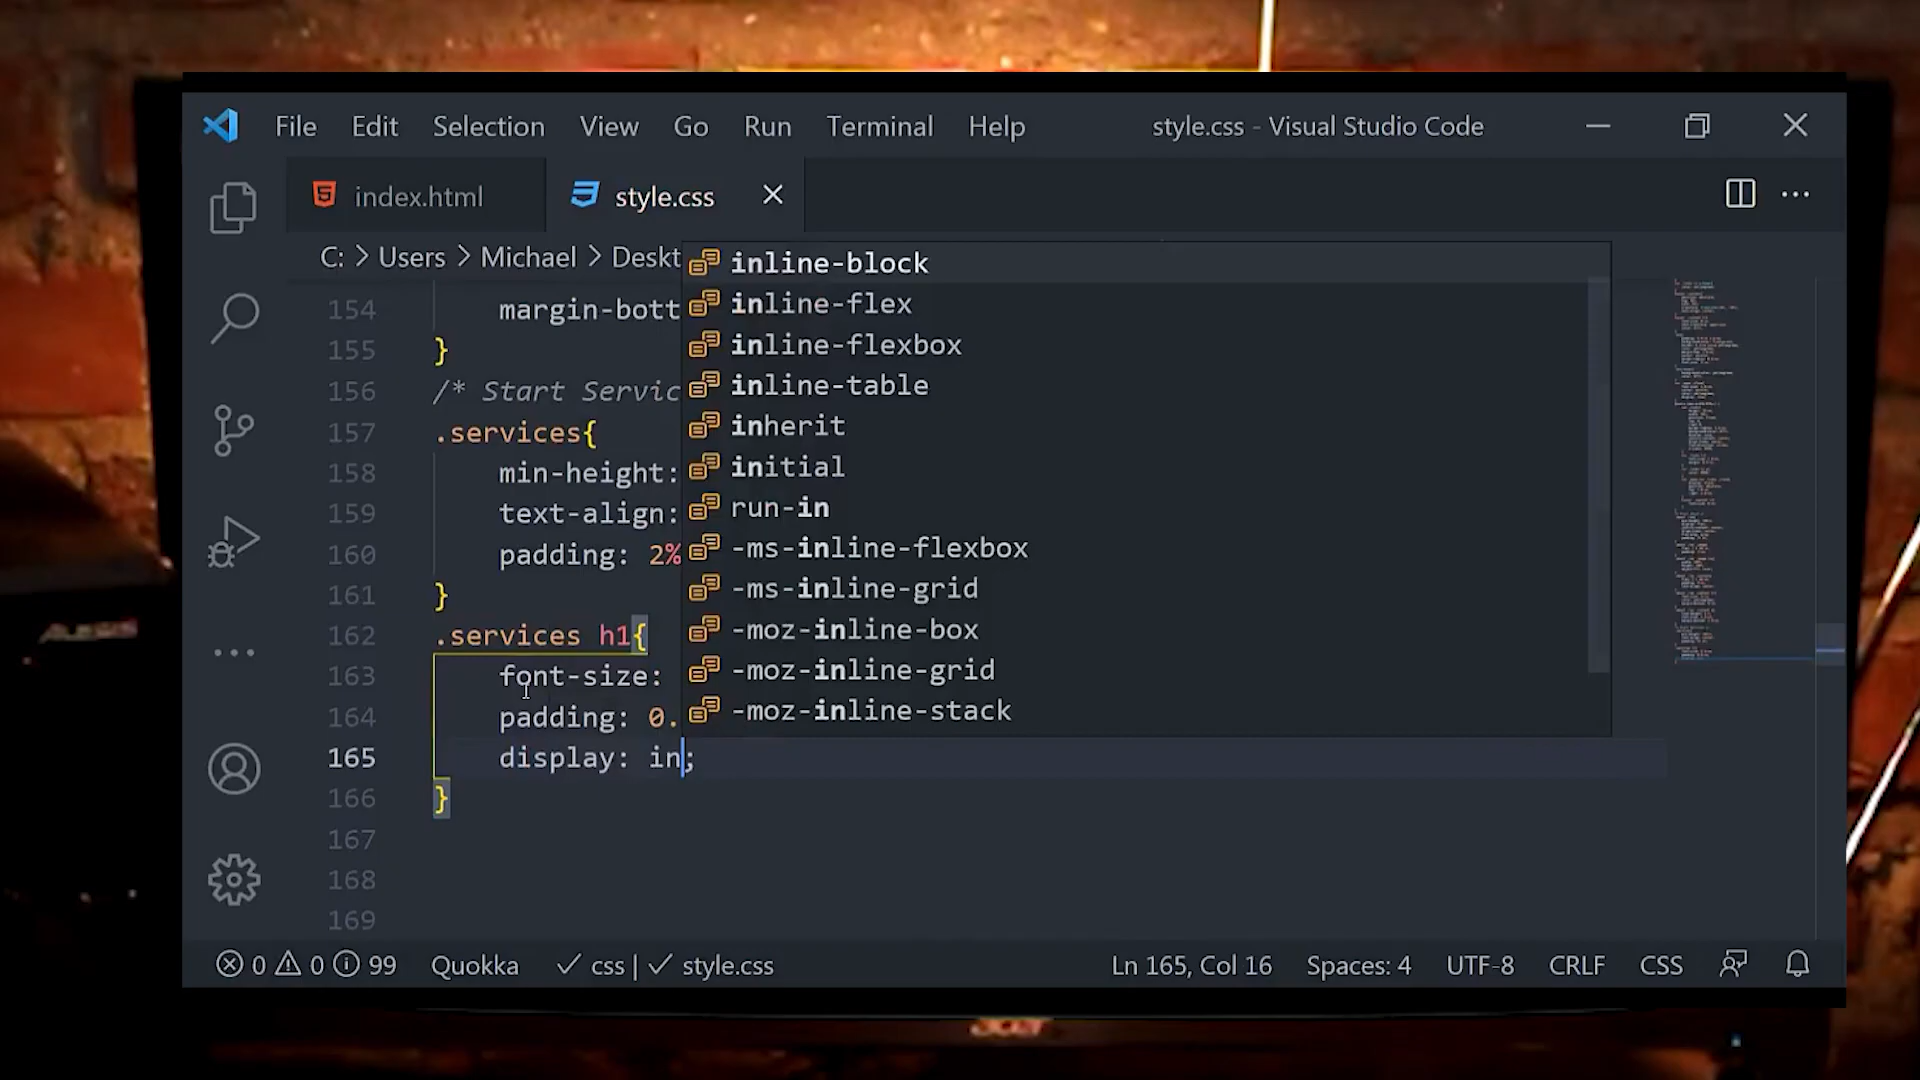 File Edit Selection View Go Run Terminal Help style.css - Visual Studio Code
index.html style.css
C: > Users > Michael > Deskt
inline-block
inline-flex
inline-flexbox
inline-table
inherit
initial
run-in
-ms-inline-flexbox
-ms-inline-grid
-moz-inline-box
-moz-inline-grid
-moz-inline-stack
154 margin-bott
155 }
156 /* Start Servic
157 .services{
158 min-height:
159 text-align:
160 padding: 2%
161 }
162 .services h1{
163 font-size:
164 padding: 0.
165 display: in;
166 }
167
168
169
0 0 99 Quokka ✓ css | ✓ style.css Ln 165, Col 16 Spaces: 4 UTF-8 CRLF CSS
acer